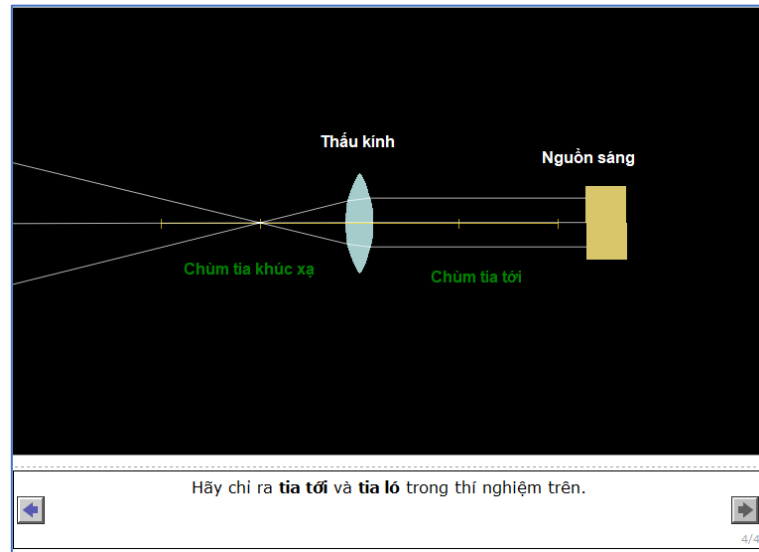 Thấu kính
Nguồn sáng
Chùm tia khúc xạ
Chùm tia tới
Hãy chỉ ra tia tới và tia ló trong thí nghiệm trên.
4/4